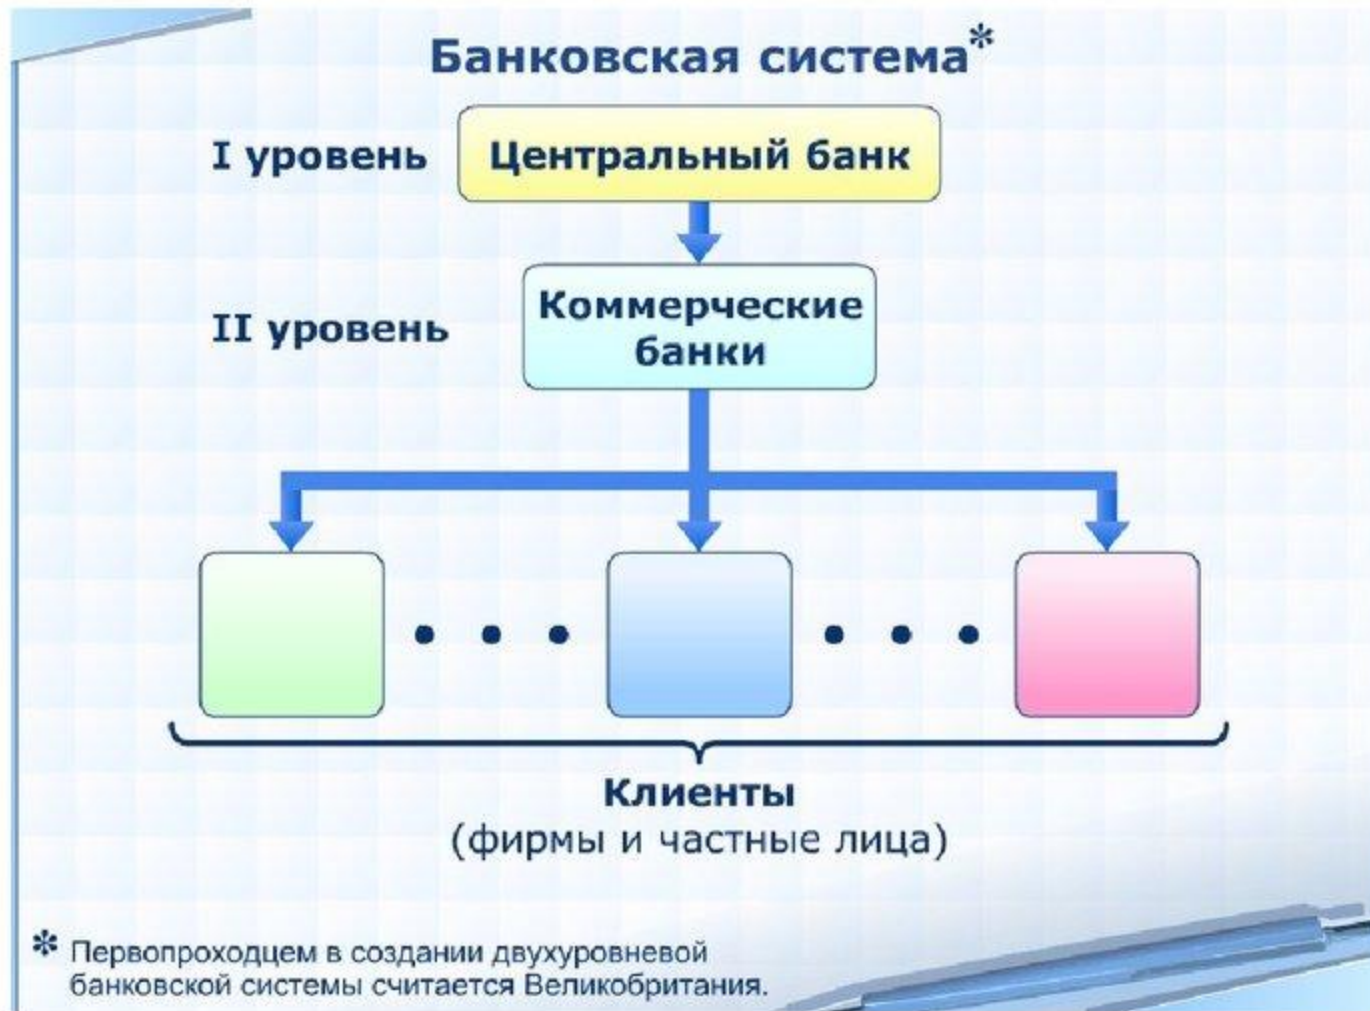 Банковская система*
I уровень
Центральный банк
II уровень
Коммерческие
банки
Клиенты
(фирмы и частные лица)
* Первопроходцем в создании двухуровневой
банковской системы считается Великобритания.